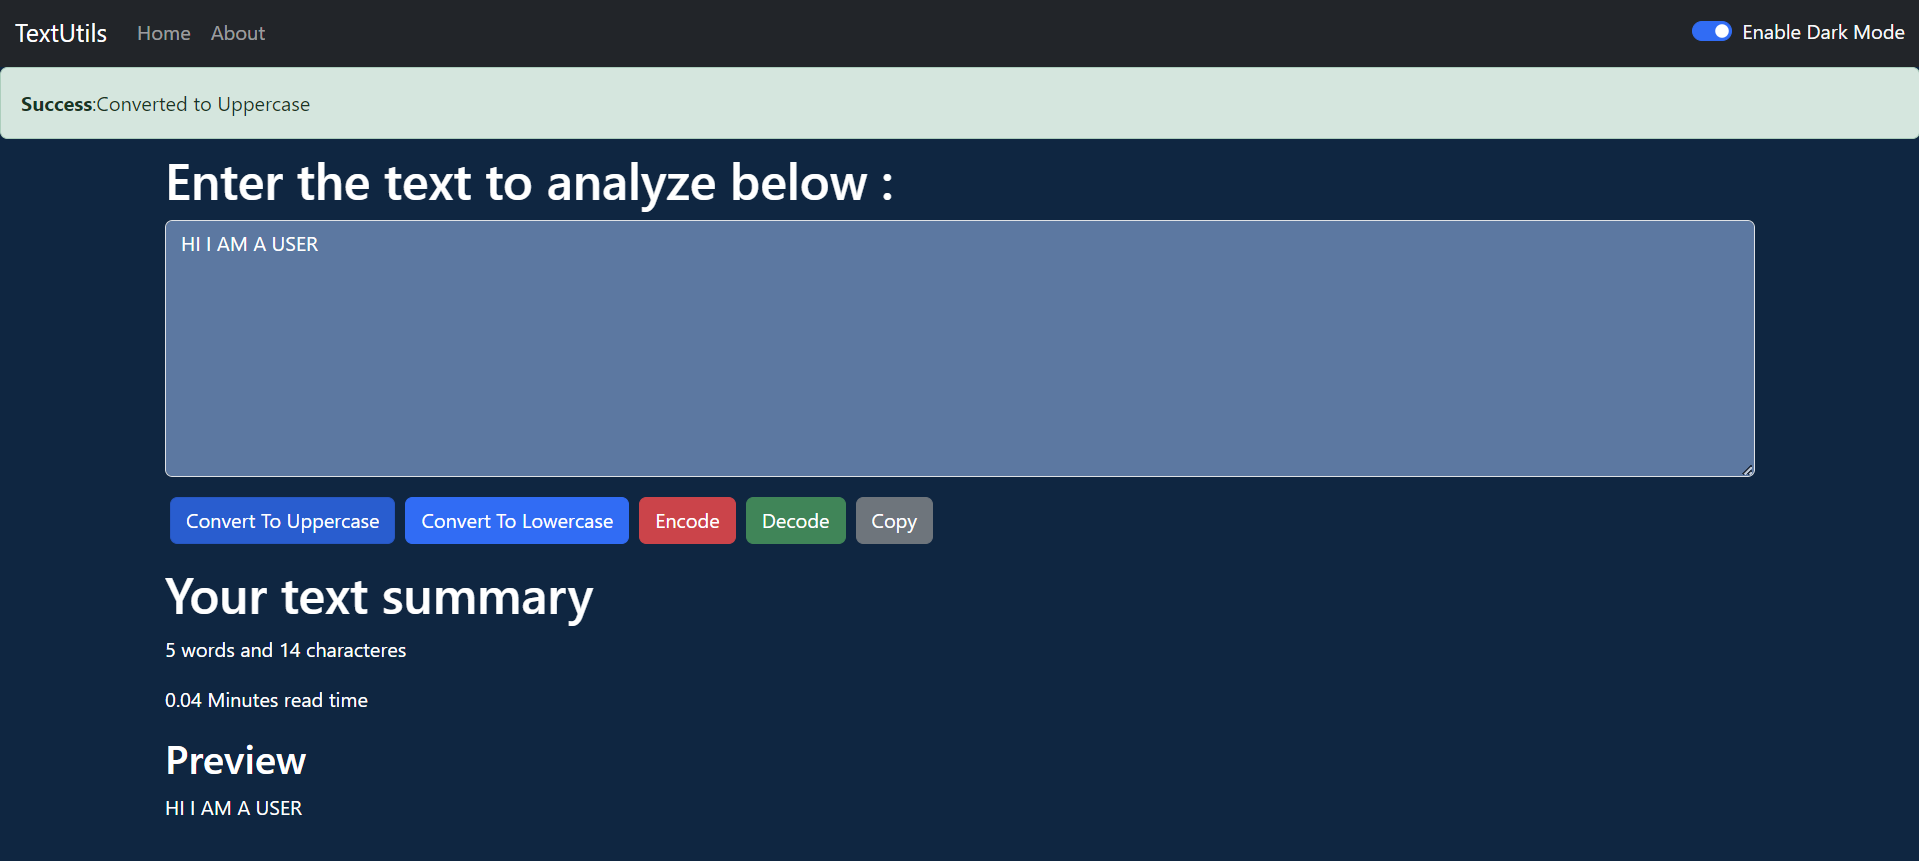 TextUtils Home About Enable Dark Mode
Success:Converted to Uppercase
Enter the text to analyze below :
HI I AM A USER
Convert To Uppercase Convert To Lowercase Encode Decode Copy
Your text summary
5 words and 14 characteres
0.04 Minutes read time
Preview
HI I AM A USER